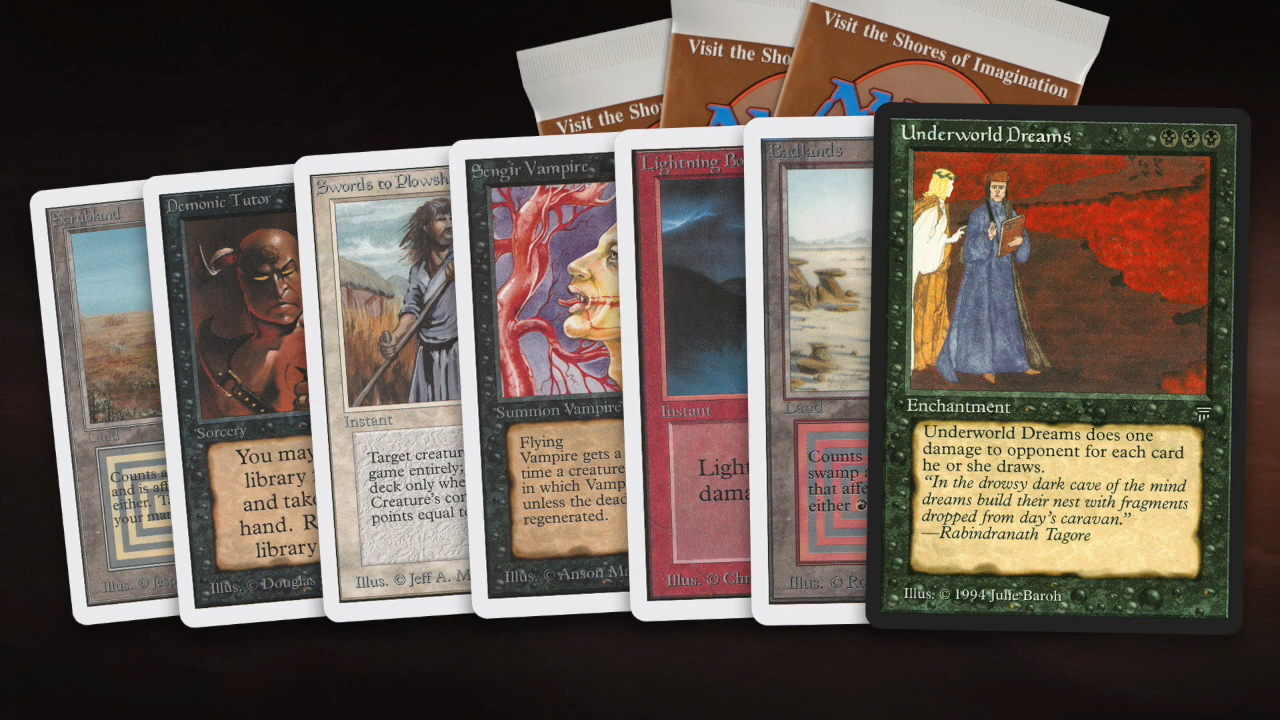 Visit the Sho
Visit the Sho
Visit the Shores of Imagination
Scrubland
Land
Counts a
and is af
either. Ta
your man
Illus. © Jesp
Demonic Tutor
Sorcery
You may
library
and take
hand. R
library
Illus. © Douglas
Swords to Plowsh
Instant
Target creatur
game entirely;
deck only whe
Creature's con
points equal to
Illus. © Jeff A. M
Sengir Vampire
Summon Vampire
Flying
Vampire gets a
time a creature
in which Vamp
unless the dead
regenerated.
Illus. © Anson Ma
Lightning Bo
Instant
Light
dama
Illus. © Chr
Badlands
Land
Counts
swamp a
that affe
either
Illus. © Ro
Underworld Dreams
Enchantment
Underworld Dreams does one
damage to opponent for each card
he or she draws.
"In the drowsy dark cave of the mind
dreams build their nest with fragments
dropped from day's caravan."
—Rabindranath Tagore
Illus. © 1994 Julie Baroh